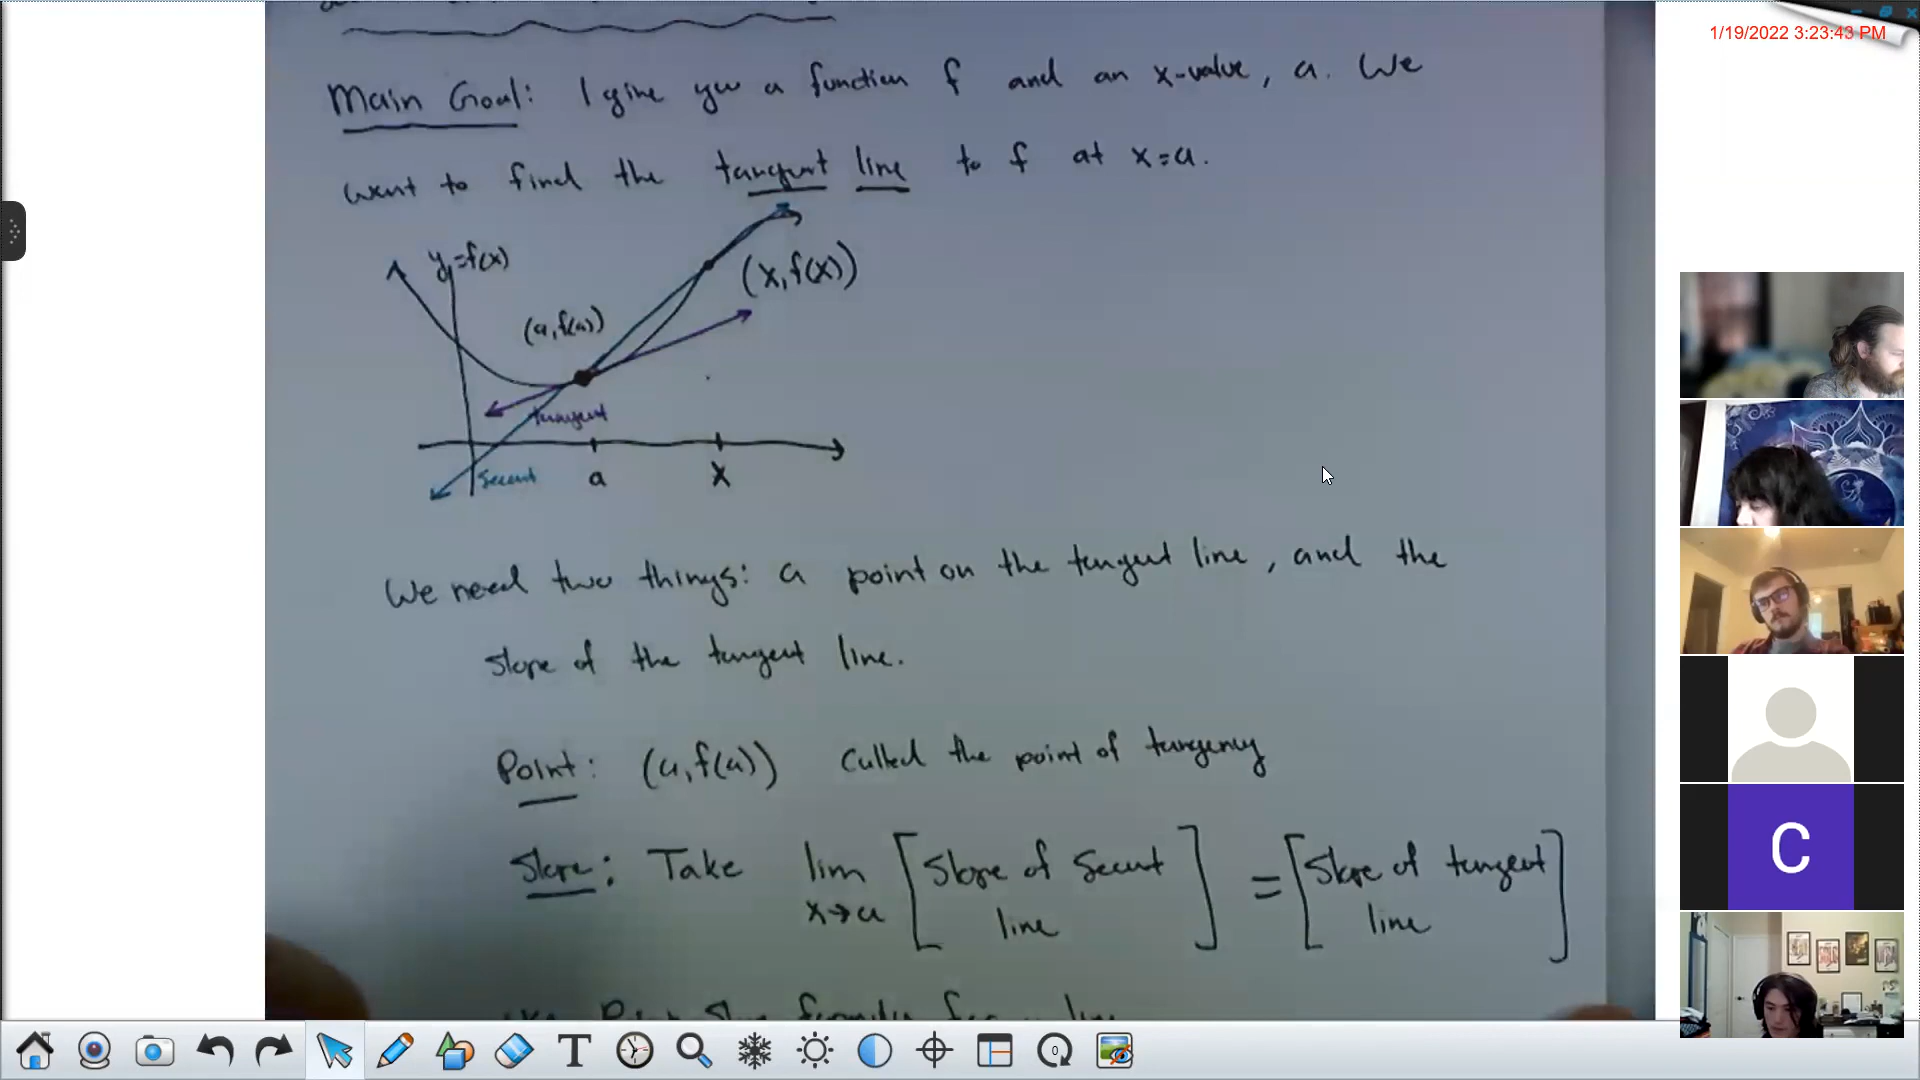 1/19/2022 3:23:43 PM
Main Goal: I give you a function f and an x-value, a. We
want to find the tangent line to f at x=a.
y=f(x)
(x,f(x))
(a,f(a))
tangent
Secant
a
x
We need two things: a point on the tangent line, and the
slope of the tangent line.
Point: (a,f(a)) Called the point of tangency
Slope: Take lim x→a [Slope of Secant line] = [Slope of tangent line]
C
T
0